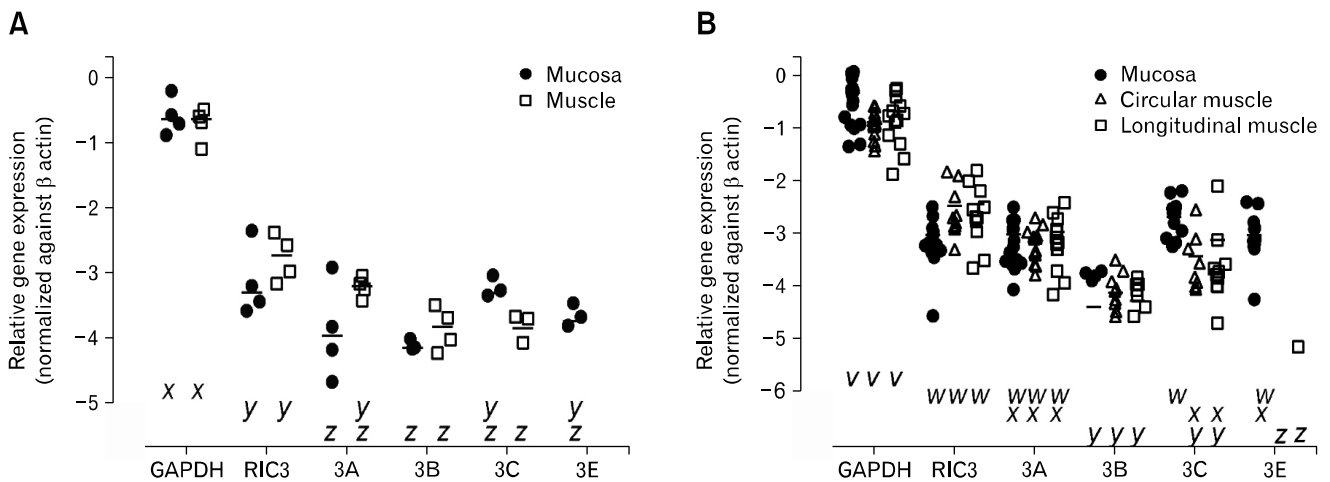 A
Relative gene expression
(normalized against β actin)
0
−1
−2
−3
−4
−5
● Mucosa
□ Muscle
x x
y y y y y
z z z z z z
GAPDH RIC3 3A 3B 3C 3E
B
Relative gene expression
(normalized against β actin)
0
−1
−2
−3
−4
−5
−6
● Mucosa
△ Circular muscle
□ Longitudinal muscle
v v v
w w w w w w w w
x x x x x x
y y y y y z z
GAPDH RIC3 3A 3B 3C 3E